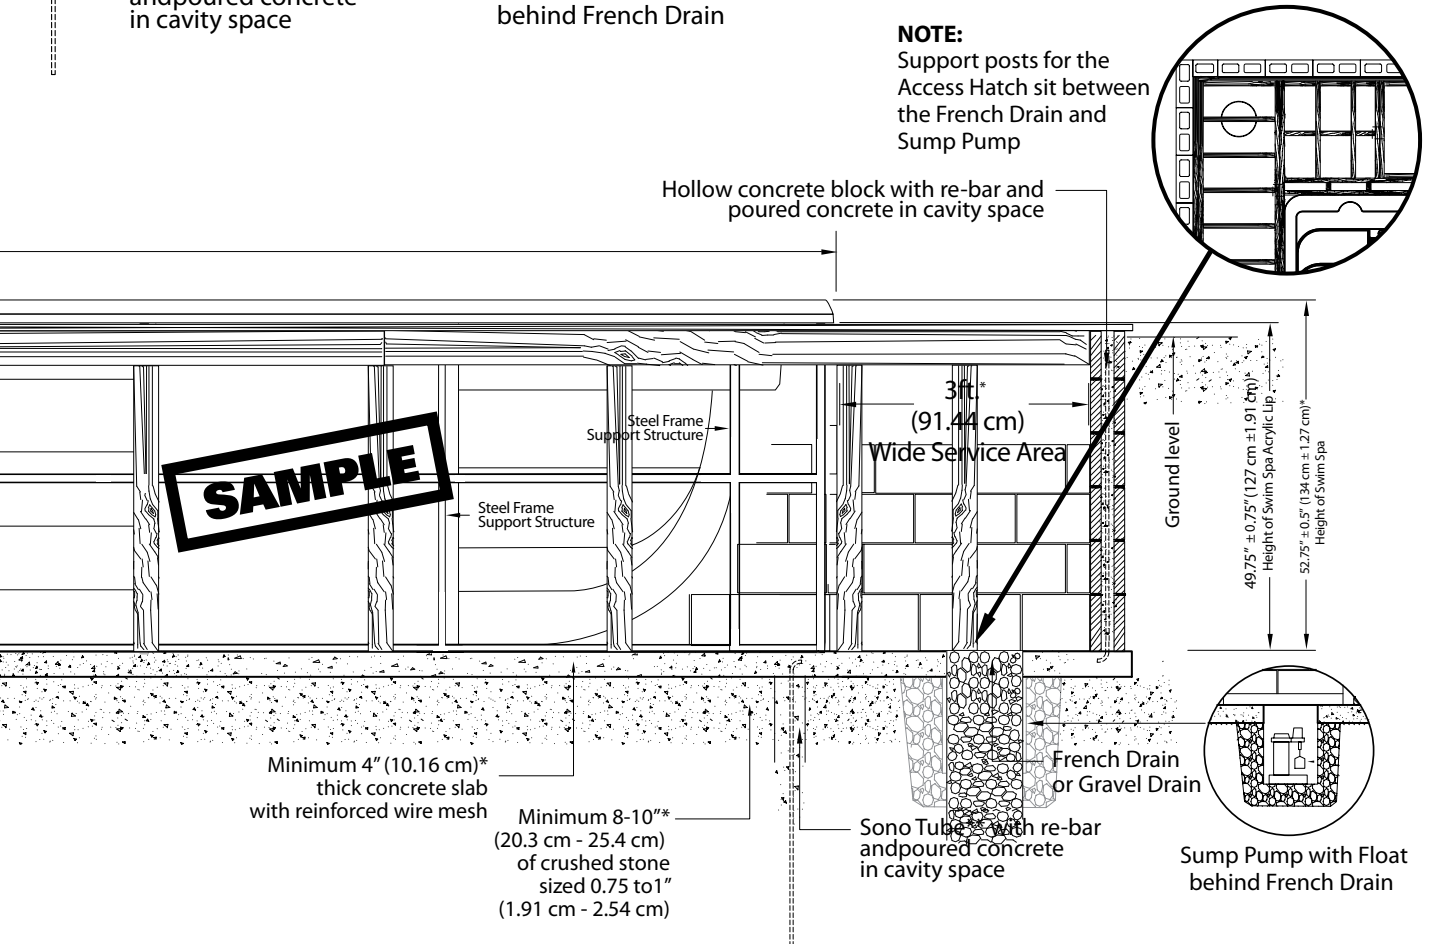 andpoured concrete
in cavity space
behind French Drain
NOTE:
Support posts for the
Access Hatch sit between
the French Drain and
Sump Pump
Hollow concrete block with re-bar and
poured concrete in cavity space
3ft.*
(91.44 cm)
Wide Service Area
Steel Frame
Support Structure
SAMPLE
Steel Frame
Support Structure
Ground level
49.75” ± 0.75”(127 cm ±1.91 cm)*
Height of Swim Spa Acrylic Lip
52.75” ± 0.5” (134 cm ± 1.27 cm)*
Height of Swim Spa
Minimum 4” (10.16 cm)*
thick concrete slab
with reinforced wire mesh
Minimum 8-10”*
(20.3 cm - 25.4 cm)
of crushed stone
sized 0.75 to1”
(1.91 cm - 2.54 cm)
French Drain
or Gravel Drain
Sono Tube** with re-bar
andpoured concrete
in cavity space
Sump Pump with Float
behind French Drain